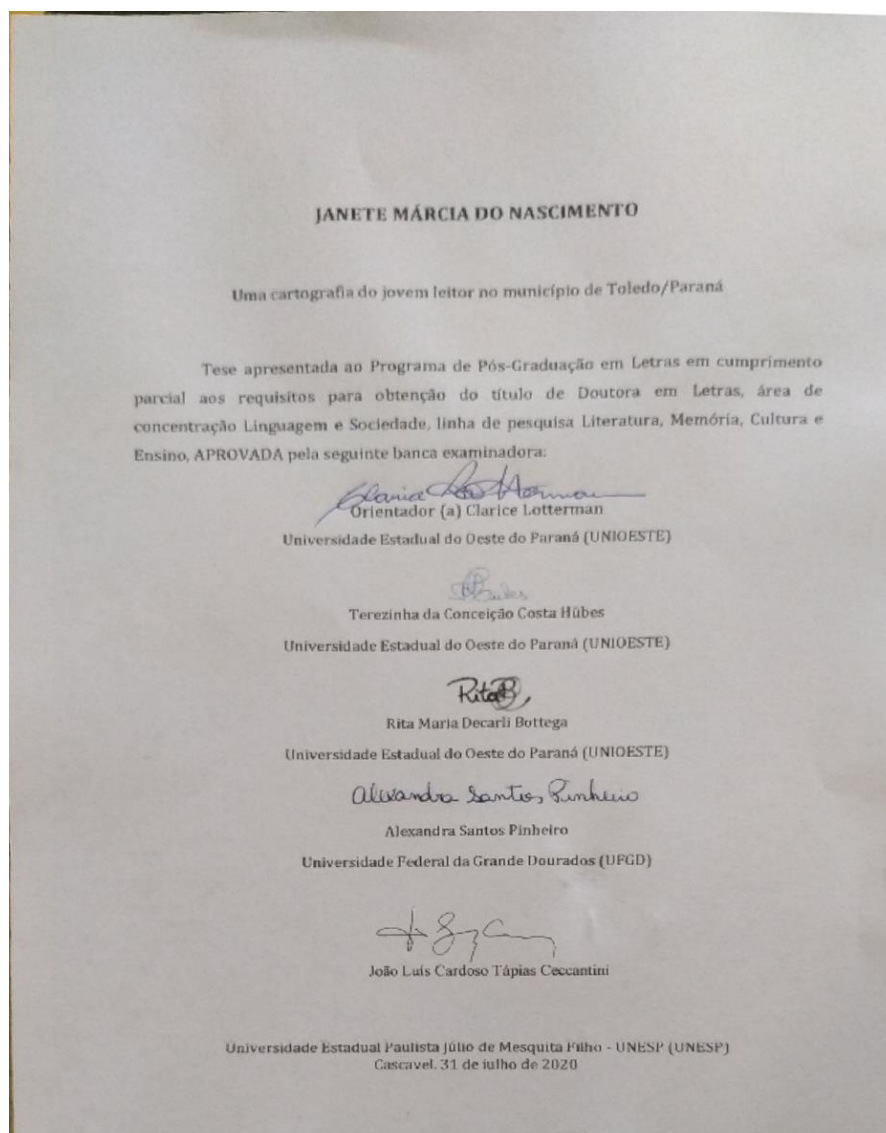 JANETE MÁRCIA DO NASCIMENTO
Uma cartografia do jovem leitor no município de Toledo/Paraná
Tese apresentada ao Programa de Pós-Graduação em Letras em cumprimento
parcial aos requisitos para obtenção do título de Doutora em Letras, área de
concentração Linguagem e Sociedade, linha de pesquisa Literatura, Memória, Cultura e
Ensino, APROVADA pela seguinte banca examinadora:
Orientador (a) Clarice Lotterman
Universidade Estadual do Oeste do Paraná (UNIOESTE)
Terezinha da Conceição Costa Hübes
Universidade Estadual do Oeste do Paraná (UNIOESTE)
Rita
Rita Maria Decarli Bottega
Universidade Estadual do Oeste do Paraná (UNIOESTE)
Alexandra Santos Pinheiro
Alexandra Santos Pinheiro
Universidade Federal da Grande Dourados (UFGD)
João Luís Cardoso Tápias Ceccantini
Universidade Estadual Paulista Júlio de Mesquita Filho - UNESP (UNESP)
Cascavel, 31 de julho de 2020